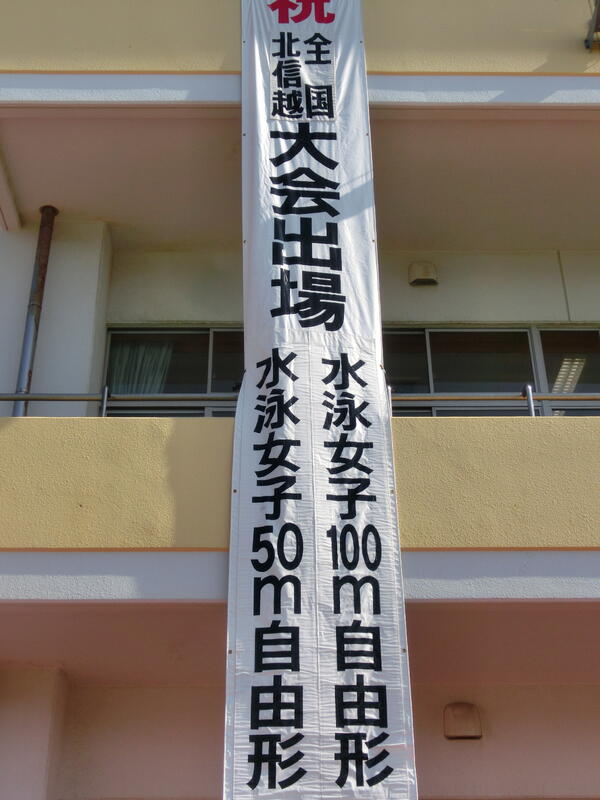 祝
全国
北信越
大会出場
水泳女子100m自由形
水泳女子50m自由形